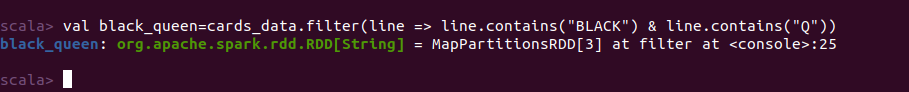 scala> val black_queen=cards_data.filter(line => line.contains("BLACK") & line.contains("Q"))
black_queen: org.apache.spark.rdd.RDD[String] = MapPartitionsRDD[3] at filter at <console>:25
scala>